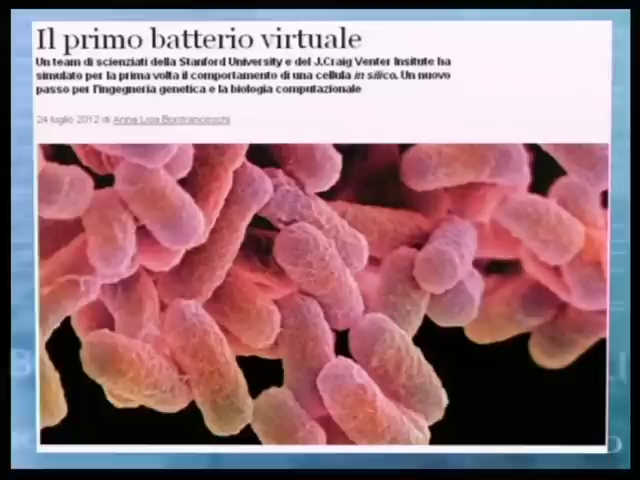 Il primo batterio virtuale
Un team di scienziati della Stanford University e del J.Craig Venter Insitute ha
simulato per la prima volta il comportamento di una cellula in silico. Un nuovo
passo per l'ingegneria genetica e la biologia computazionale
24 luglio 2012 di Anna Lisa Bonfranceschi